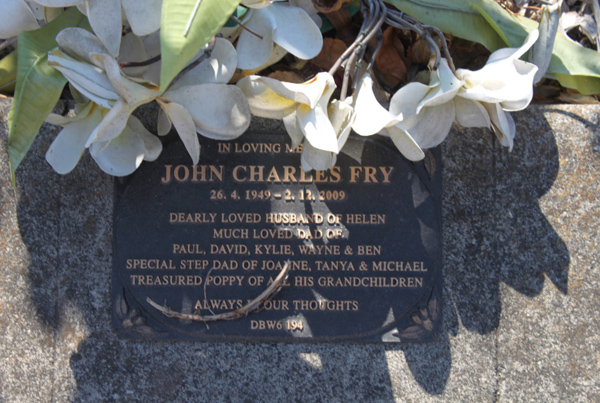 IN LOVING ME
JOHN CHARLES FRY
26. 4. 1949 – 2. 12. 2009
DEARLY LOVED HUSBAND OF HELEN
MUCH LOVED DAD OF
PAUL, DAVID, KYLIE, WAYNE & BEN
SPECIAL STEP DAD OF JOANNE, TANYA & MICHAEL
TREASURED POPPY OF ALL HIS GRANDCHILDREN
ALWAYS IN OUR THOUGHTS
DBW6 194